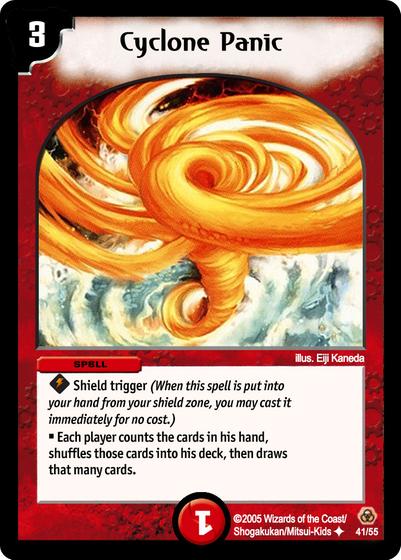 3
Cyclone Panic
illus. Eiji Kaneda
SPELL
Shield trigger (When this spell is put into
your hand from your shield zone, you may cast it
immediately for no cost.)
▪ Each player counts the cards in his hand,
shuffles those cards into his deck, then draws
that many cards.
1
©2005 Wizards of the Coast/
Shogakukan/Mitsui-Kids ✦ 41/55